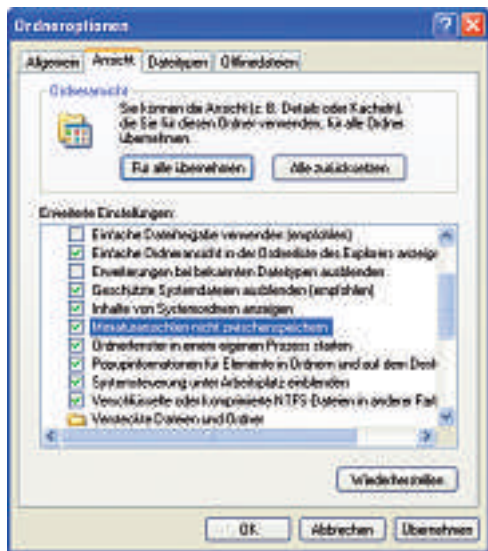 Ordneroptionen
Allgemein Ansicht Dateitypen Offlinedateien
Ordneransicht
Sie können die Ansicht (z. B. Details oder Kacheln),
die Sie für diesen Ordner verwenden, für alle Ordner
übernehmen.
Für alle übernehmen Alle zurücksetzen
Erweiterte Einstellungen:
Einfache Dateifreigabe verwenden (empfohlen)
Einfache Ordneransicht in der Ordnerliste des Explorers anzeige
Erweiterungen bei bekannten Dateitypen ausblenden
Geschützte Systemdateien ausblenden (empfohlen)
Inhalte von Systemordnern anzeigen
Miniaturansichten nicht zwischenspeichern
Ordnerfenster in einem eigenen Prozess starten
Popupinformationen für Elemente in Ordnern und auf dem Desk
Systemsteuerung unter Arbeitsplatz einblenden
Verschlüsselte oder komprimierte NTFS-Dateien in anderer Farl
Versteckte Dateien und Ordner
Wiederherstellen
OK Abbrechen Übernehmen